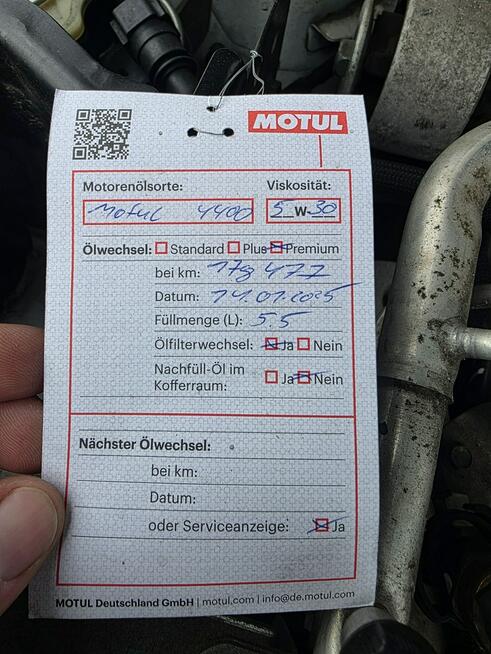 MOTUL
Motorenölsorte: Viskosität:
Motul 4400 5 W 30
Ölwechsel: Standard Plus Premium
bei km: 178 477
Datum: 14.01.2025
Füllmenge (L): 5.5
Ölfilterwechsel: Ja Nein
Nachfüll-Öl im
Kofferraum: Ja Nein
Nächster Ölwechsel:
bei km:
Datum:
oder Serviceanzeige: Ja
MOTUL Deutschland GmbH | motul.com | info@de.motul.com